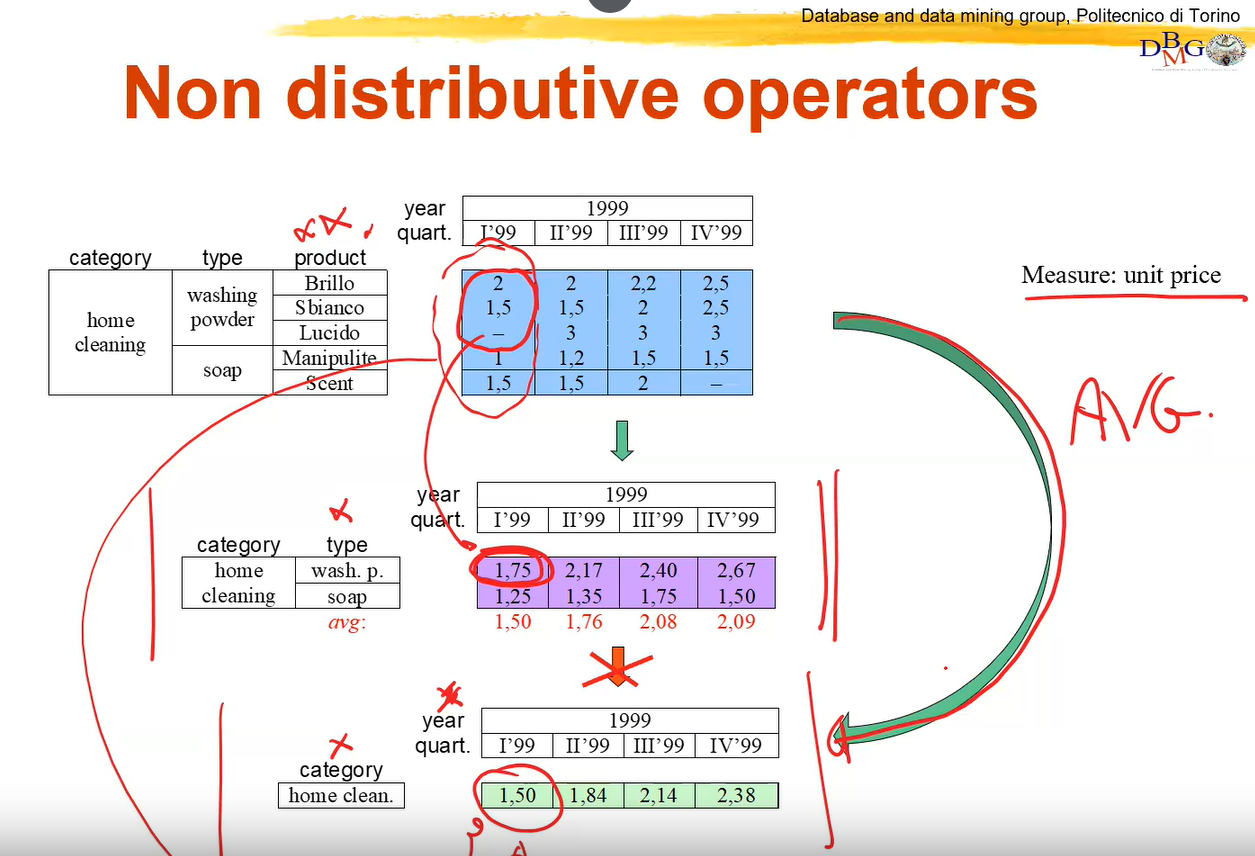 Database and data mining group, Politecnico di Torino
DBMG
Non distributive operators
year 1999
quart. I'99 II'99 III'99 IV'99
category type product
home cleaning
washing powder
soap
Brillo 2 2 2,2 2,5
Sbianco 1,5 1,5 2 2,5
Lucido – 3 3 3
Manipulite 1 1,2 1,5 1,5
Scent 1,5 1,5 2 –
Measure: unit price
AVG.
year 1999
quart. I'99 II'99 III'99 IV'99
category type
home wash. p. 1,75 2,17 2,40 2,67
cleaning soap 1,25 1,35 1,75 1,50
avg: 1,50 1,76 2,08 2,09
year 1999
quart. I'99 II'99 III'99 IV'99
category
home clean. 1,50 1,84 2,14 2,38